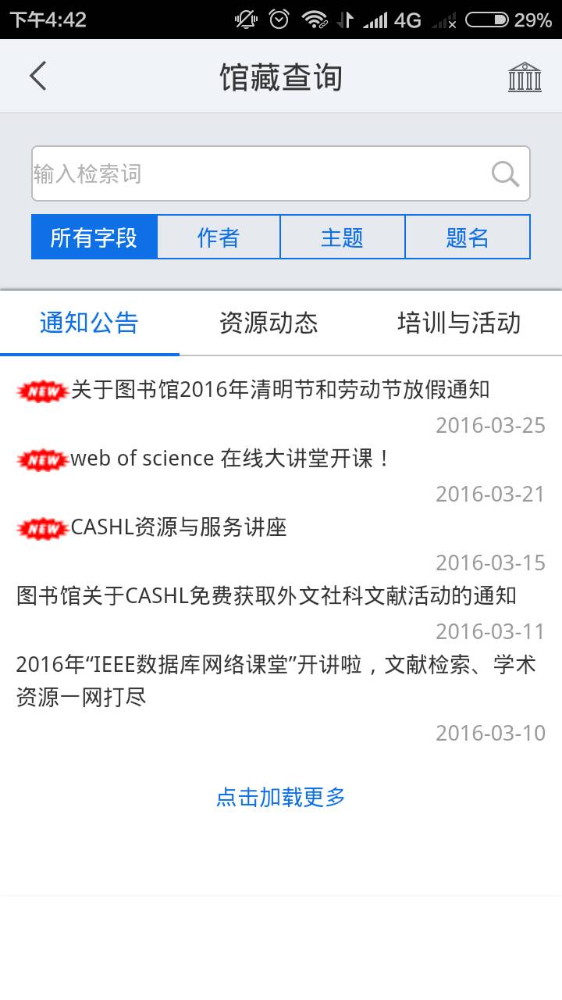 下午4:42 4G 29%
馆藏查询
输入检索词
所有字段 作者 主题 题名
通知公告 资源动态 培训与活动
NEW关于图书馆2016年清明节和劳动节放假通知
2016-03-25
NEWweb of science 在线大讲堂开课！
2016-03-21
NEWCASHL资源与服务讲座
2016-03-15
图书馆关于CASHL免费获取外文社科文献活动的通知
2016-03-11
2016年“IEEE数据库网络课堂”开讲啦，文献检索、学术
资源一网打尽
2016-03-10
点击加载更多